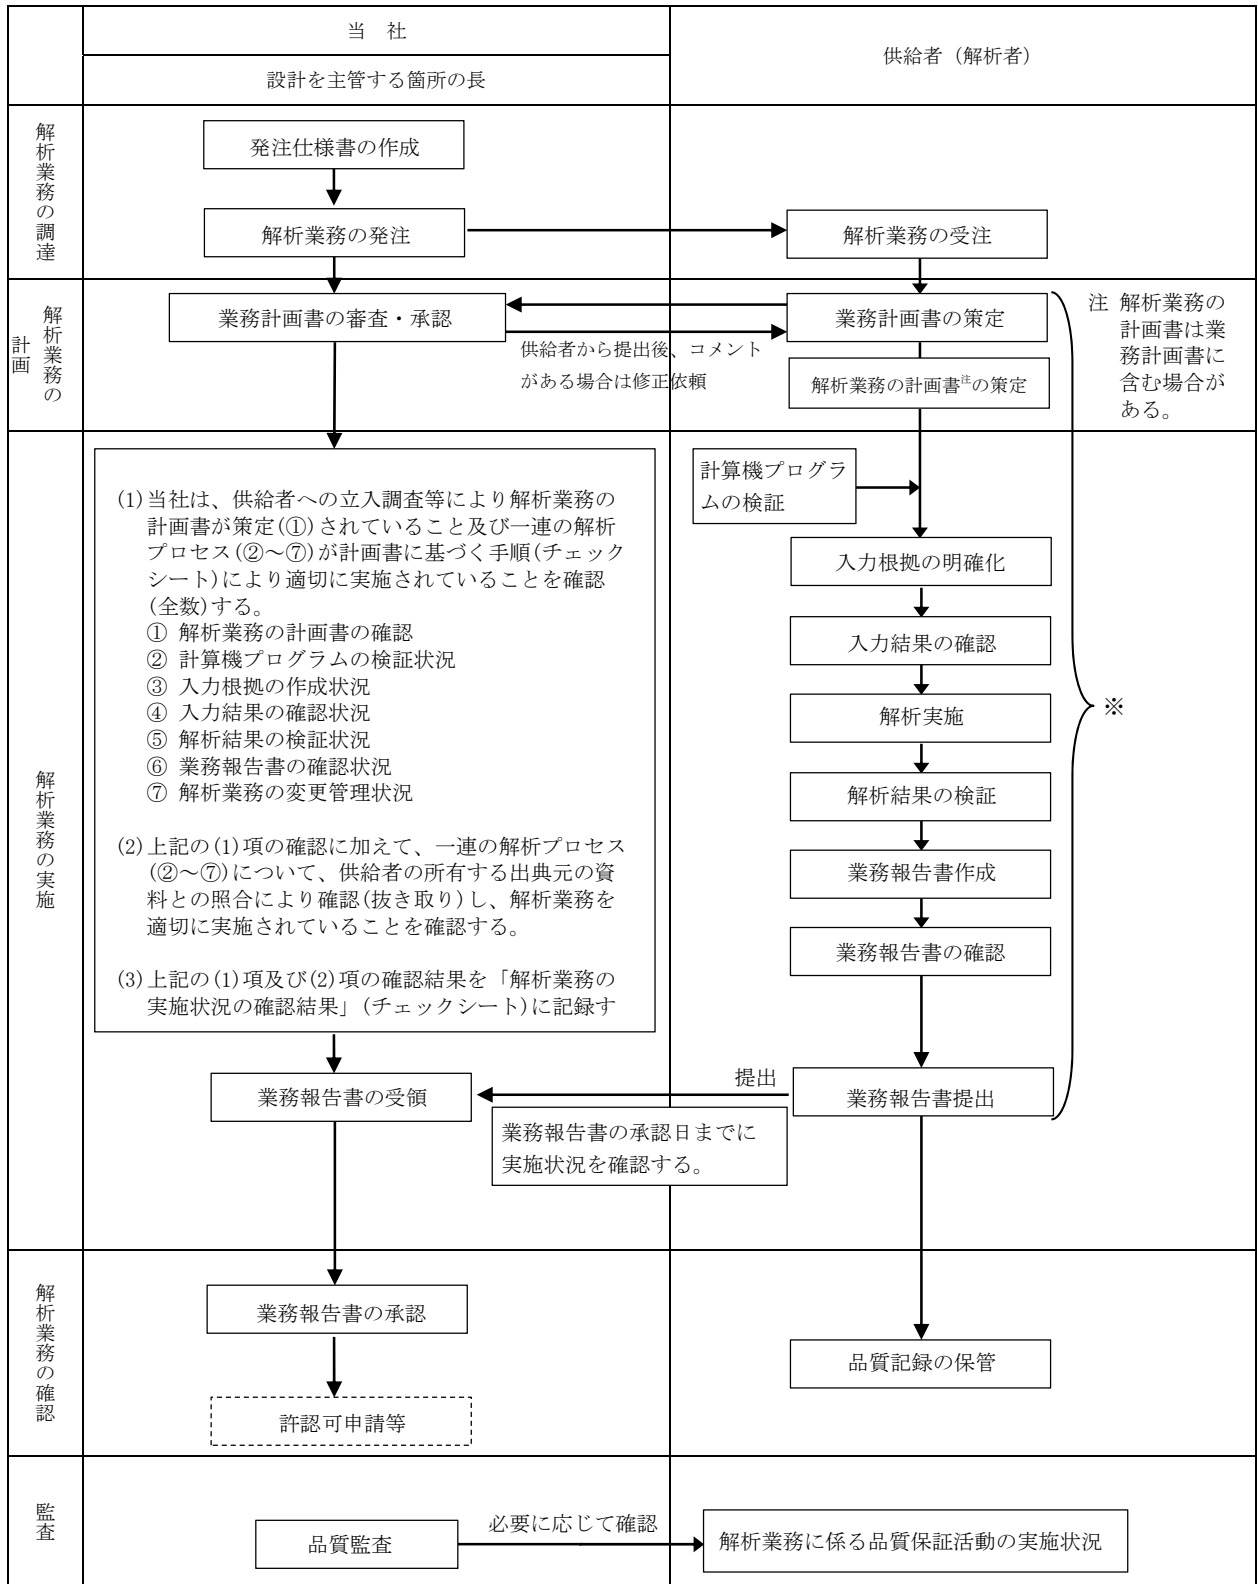 当　社
設計を主管する箇所の長
供給者（解析者）
解析業務の調達
発注仕様書の作成
解析業務の発注
解析業務の受注
解析業務の
計画
業務計画書の審査・承認
業務計画書の策定
供給者から提出後、コメント
がある場合は修正依頼
解析業務の計画書注の策定
注 解析業務の
計画書は業
務計画書に
含む場合が
ある。
解析業務の実施
(1)当社は、供給者への立入調査等により解析業務の
計画書が策定(①)されていること及び一連の解析
プロセス(②～⑦)が計画書に基づく手順(チェック
シート)により適切に実施されていることを確認
(全数)する。
① 解析業務の計画書の確認
② 計算機プログラムの検証状況
③ 入力根拠の作成状況
④ 入力結果の確認状況
⑤ 解析結果の検証状況
⑥ 業務報告書の確認状況
⑦ 解析業務の変更管理状況
(2)上記の(1)項の確認に加えて、一連の解析プロセス
(②～⑦)について、供給者の所有する出典元の資
料との照合により確認(抜き取り)し、解析業務を
適切に実施されていることを確認する。
(3)上記の(1)項及び(2)項の確認結果を「解析業務の
実施状況の確認結果」(チェックシート)に記録す
計算機プログラ
ムの検証
入力根拠の明確化
入力結果の確認
解析実施
解析結果の検証
業務報告書作成
業務報告書の確認
※
業務報告書の受領
提出
業務報告書提出
業務報告書の承認日までに
実施状況を確認する。
解析業務の確認
業務報告書の承認
許認可申請等
品質記録の保管
監査
品質監査
必要に応じて確認
解析業務に係る品質保証活動の実施状況